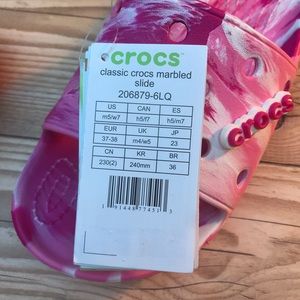 crocs™
classic crocs marbled
slide
206879-6LQ
US CAN ES
m5/w7 h5/f7 h5/m7
EUR UK JP
37-38 m4/w5 23
CN KR BR
230(2) 240mm 36
crocs